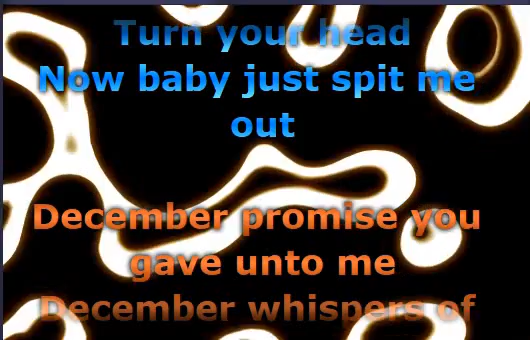 Turn your head
Now baby just spit me
out
December promise you
gave unto me
December whispers of